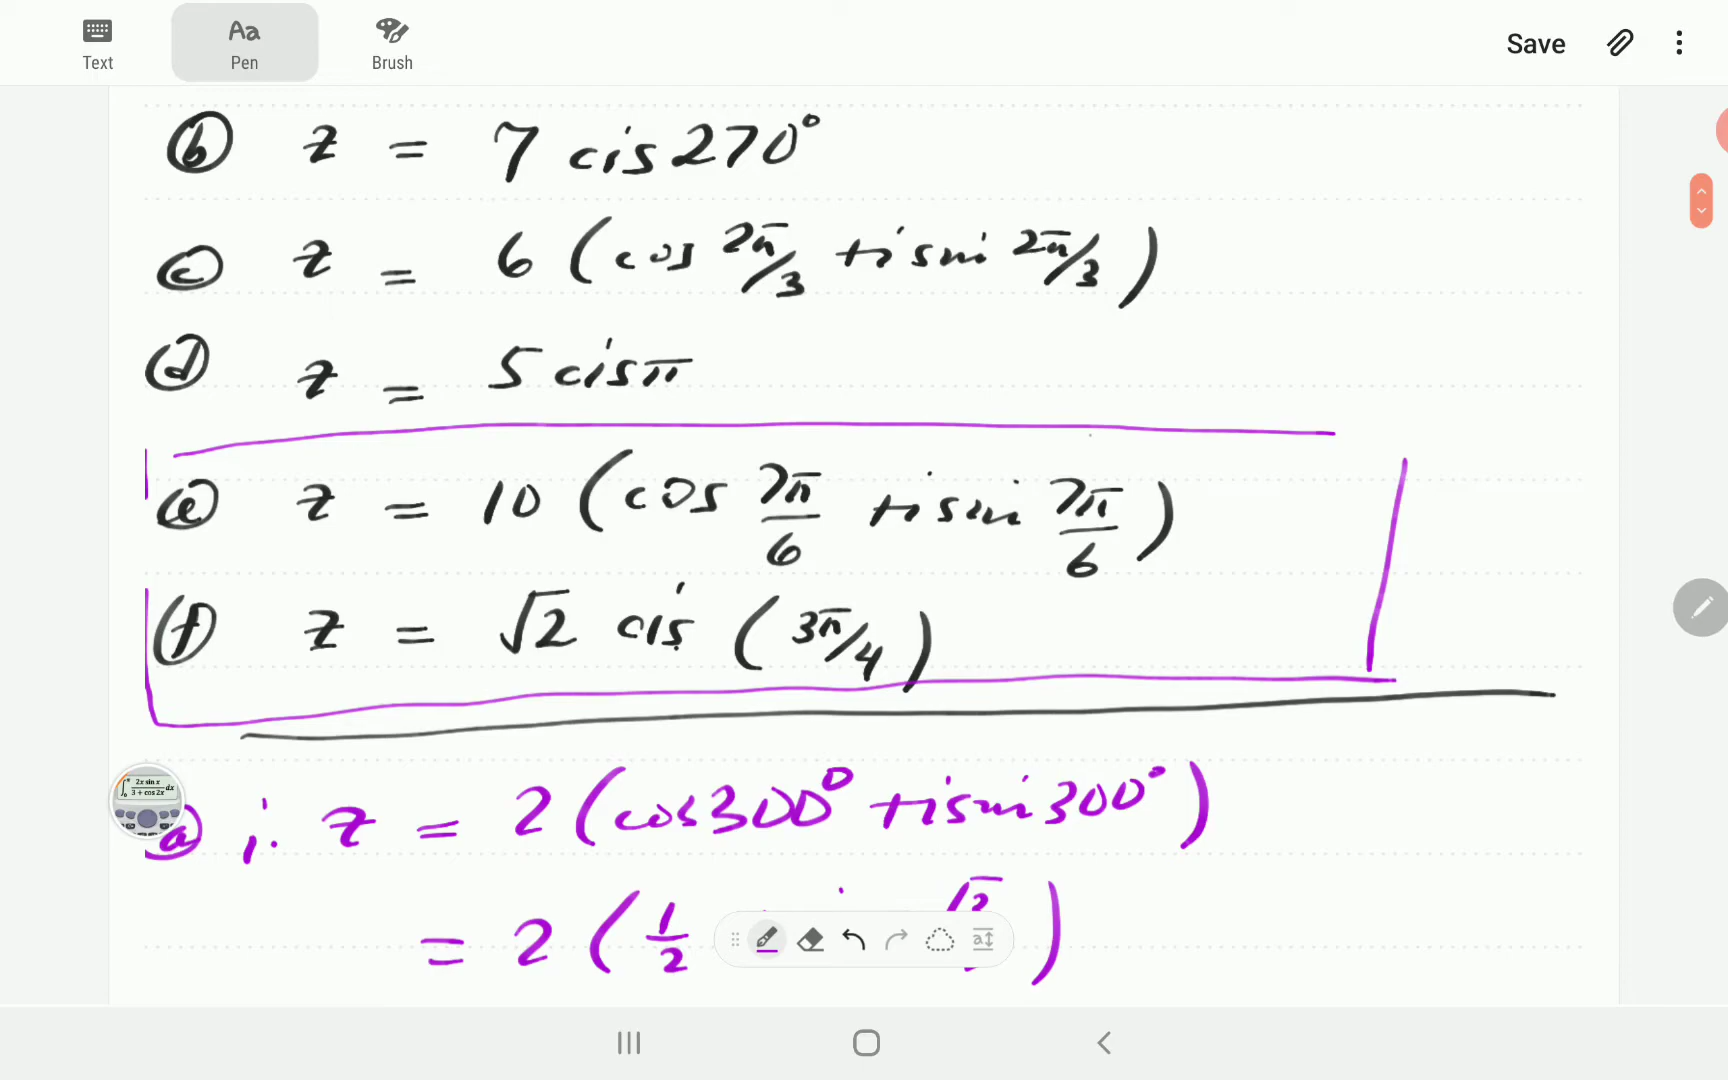 Text Aa Pen Brush Save
(b) z = 7 cis 270°
(c) z = 6 (cos 2π/3 + i sin 2π/3)
(d) z = 5 cis π
(e) z = 10 (cos 7π/6 + i sin 7π/6)
(f) z = √2 cis (3π/4)
(a) i. z = 2 (cos 300° + i sin 300°)
= 2 (1/2